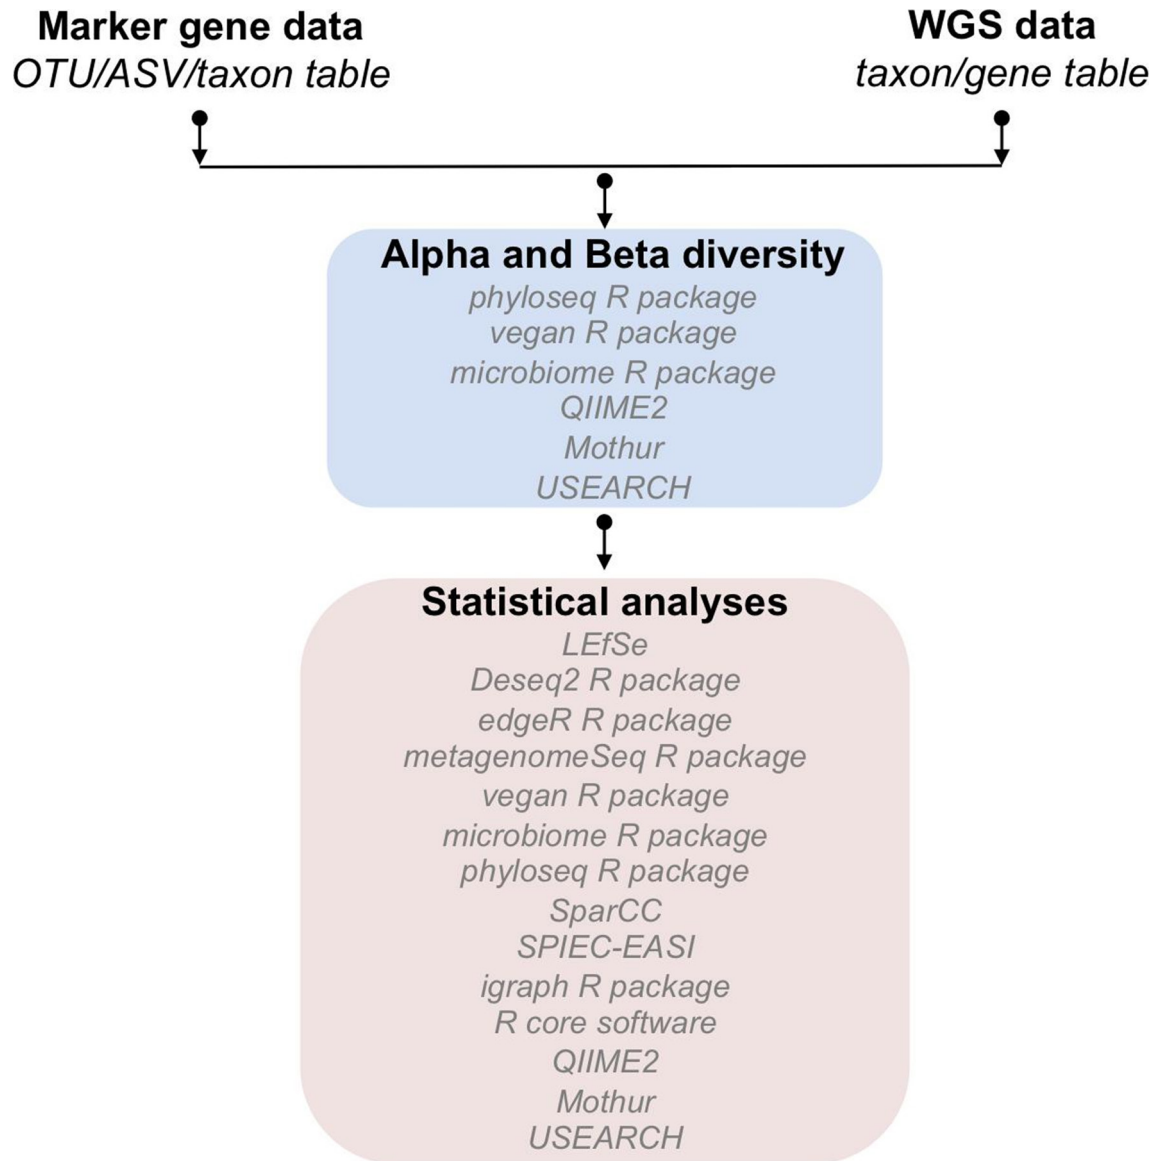 Marker gene data
OTU/ASV/taxon table
WGS data
taxon/gene table
Alpha and Beta diversity
phyloseq R package
vegan R package
microbiome R package
QIIME2
Mothur
USEARCH
Statistical analyses
LEfSe
Deseq2 R package
edgeR R package
metagenomeSeq R package
vegan R package
microbiome R package
phyloseq R package
SparCC
SPIEC-EASI
igraph R package
R core software
QIIME2
Mothur
USEARCH